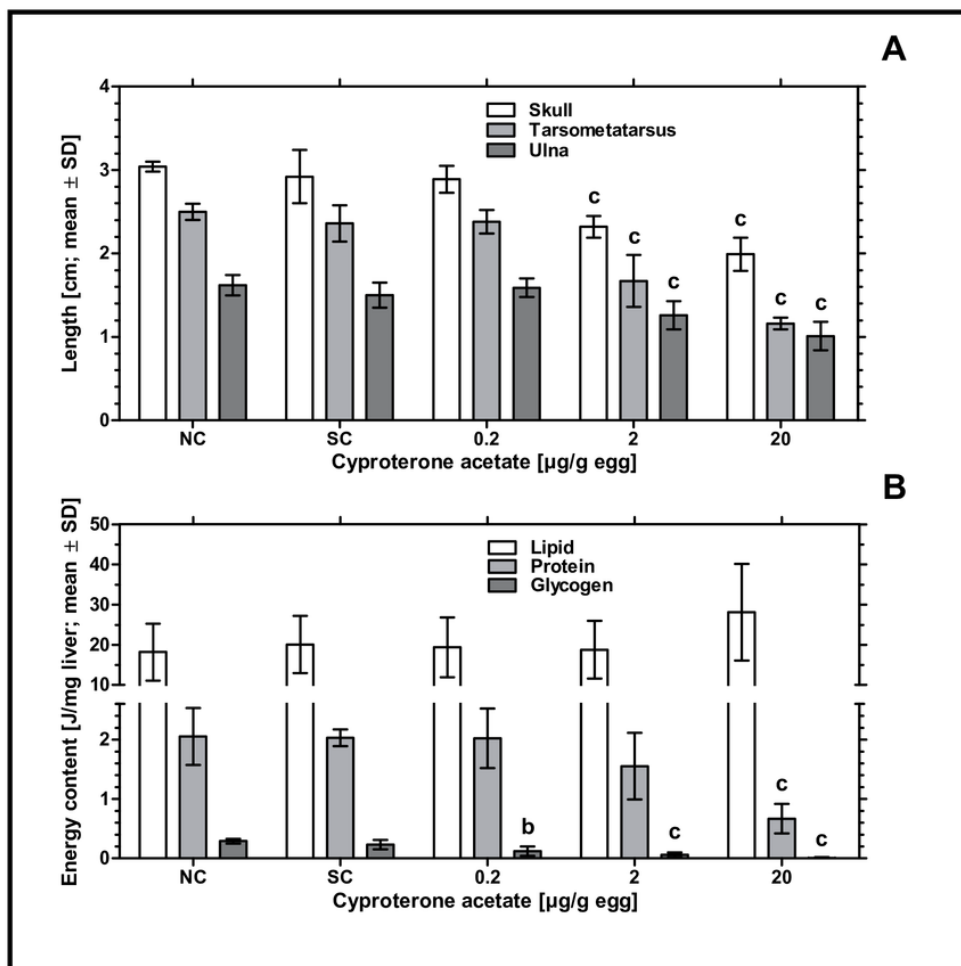 A
Length [cm; mean ± SD]
4
3
2
1
0
Skull
Tarsometatarsus
Ulna
c
c
c
c
c
c
NC SC 0.2 2 20
Cyproterone acetate [µg/g egg]
B
Energy content [J/mg liver; mean ± SD]
50
40
30
20
10
2
1
0
Lipid
Protein
Glycogen
b
c
c
c
NC SC 0.2 2 20
Cyproterone acetate [µg/g egg]